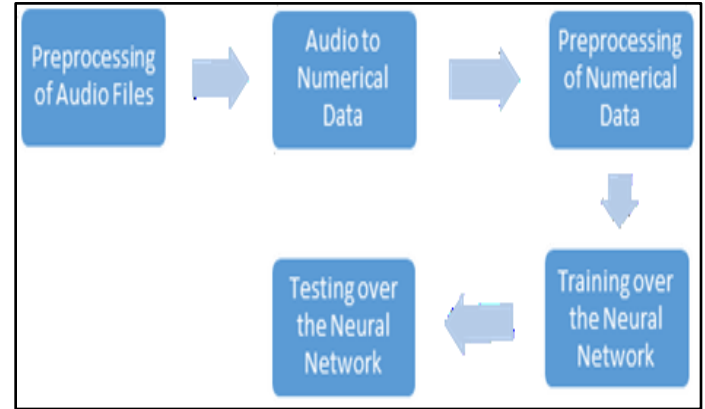 Preprocessing
of Audio Files
Audio to
Numerical
Data
Preprocessing
of Numerical
Data
Training over
the Neural
Network
Testing over
the Neural
Network